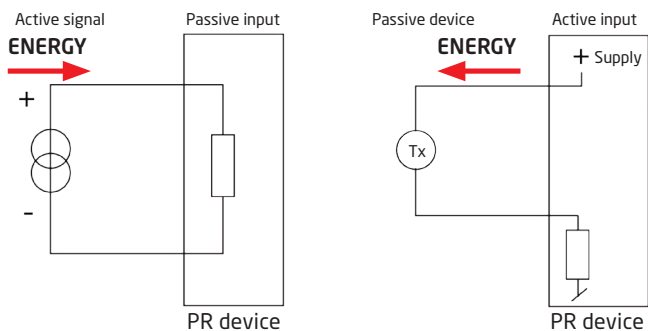 Active signal
Passive input
ENERGY
+
-
PR device
Passive device
Active input
ENERGY
+ Supply
Tx
PR device